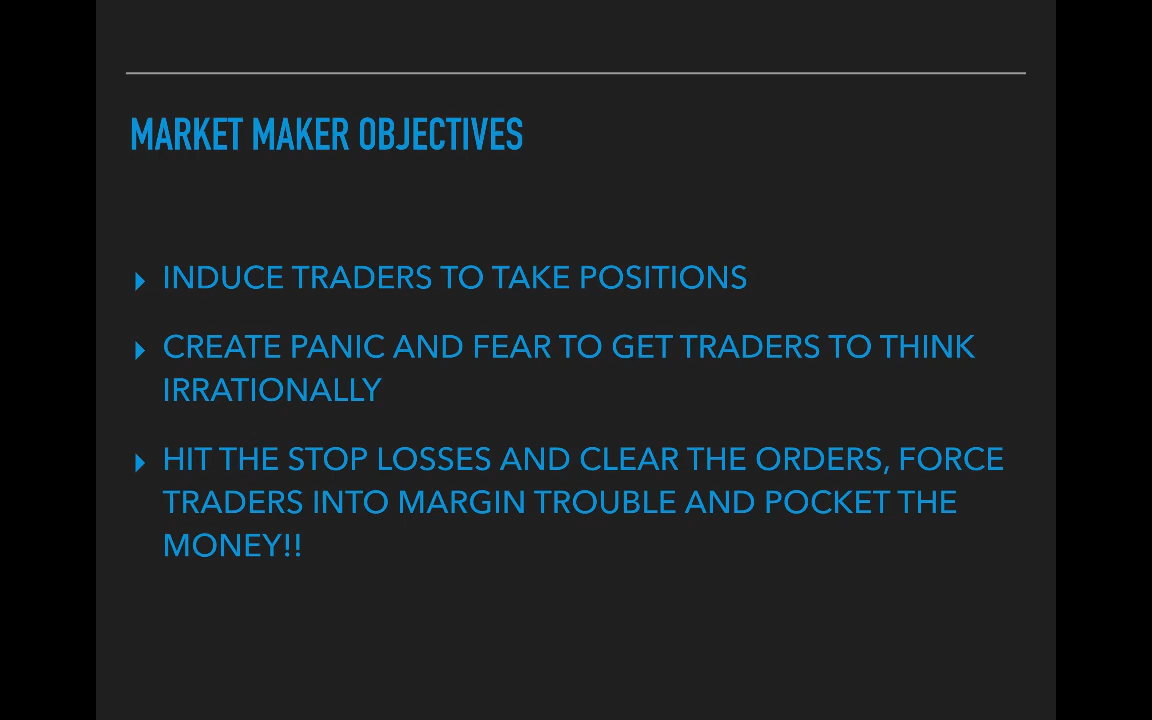 MARKET MAKER OBJECTIVES
▸ INDUCE TRADERS TO TAKE POSITIONS
▸ CREATE PANIC AND FEAR TO GET TRADERS TO THINK
IRRATIONALLY
▸ HIT THE STOP LOSSES AND CLEAR THE ORDERS, FORCE
TRADERS INTO MARGIN TROUBLE AND POCKET THE
MONEY!!